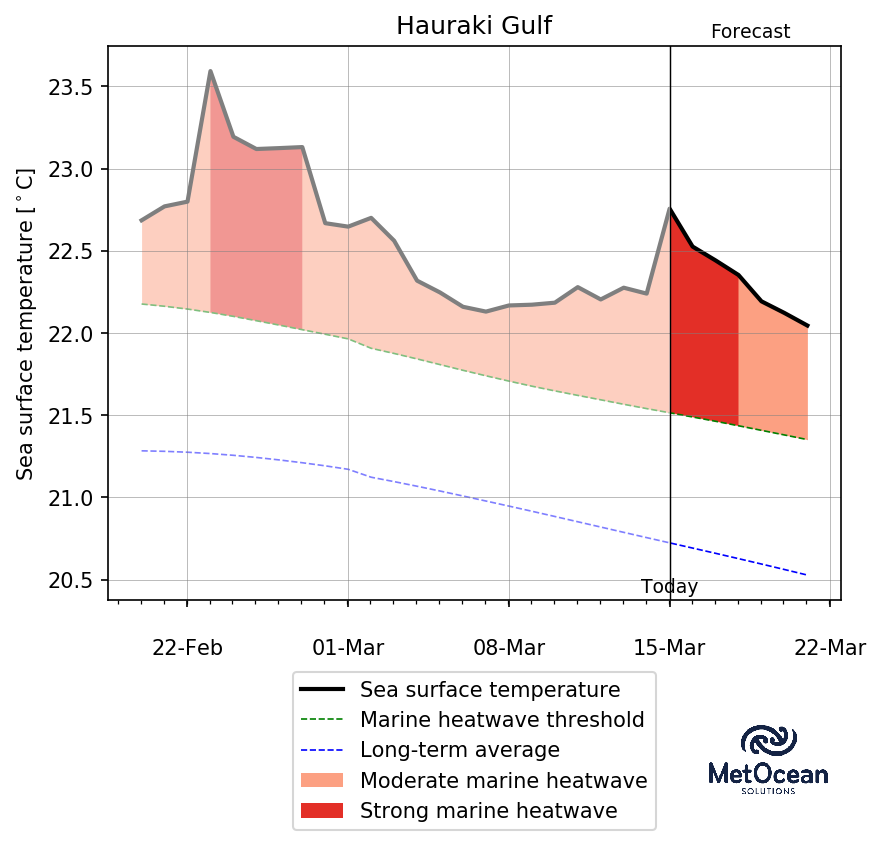 Hauraki Gulf
Forecast
Sea surface temperature [°C]
23.5
23.0
22.5
22.0
21.5
21.0
20.5
Today
22-Feb 01-Mar 08-Mar 15-Mar 22-Mar
Sea surface temperature
Marine heatwave threshold
Long-term average
Moderate marine heatwave
Strong marine heatwave
MetOcean
SOLUTIONS